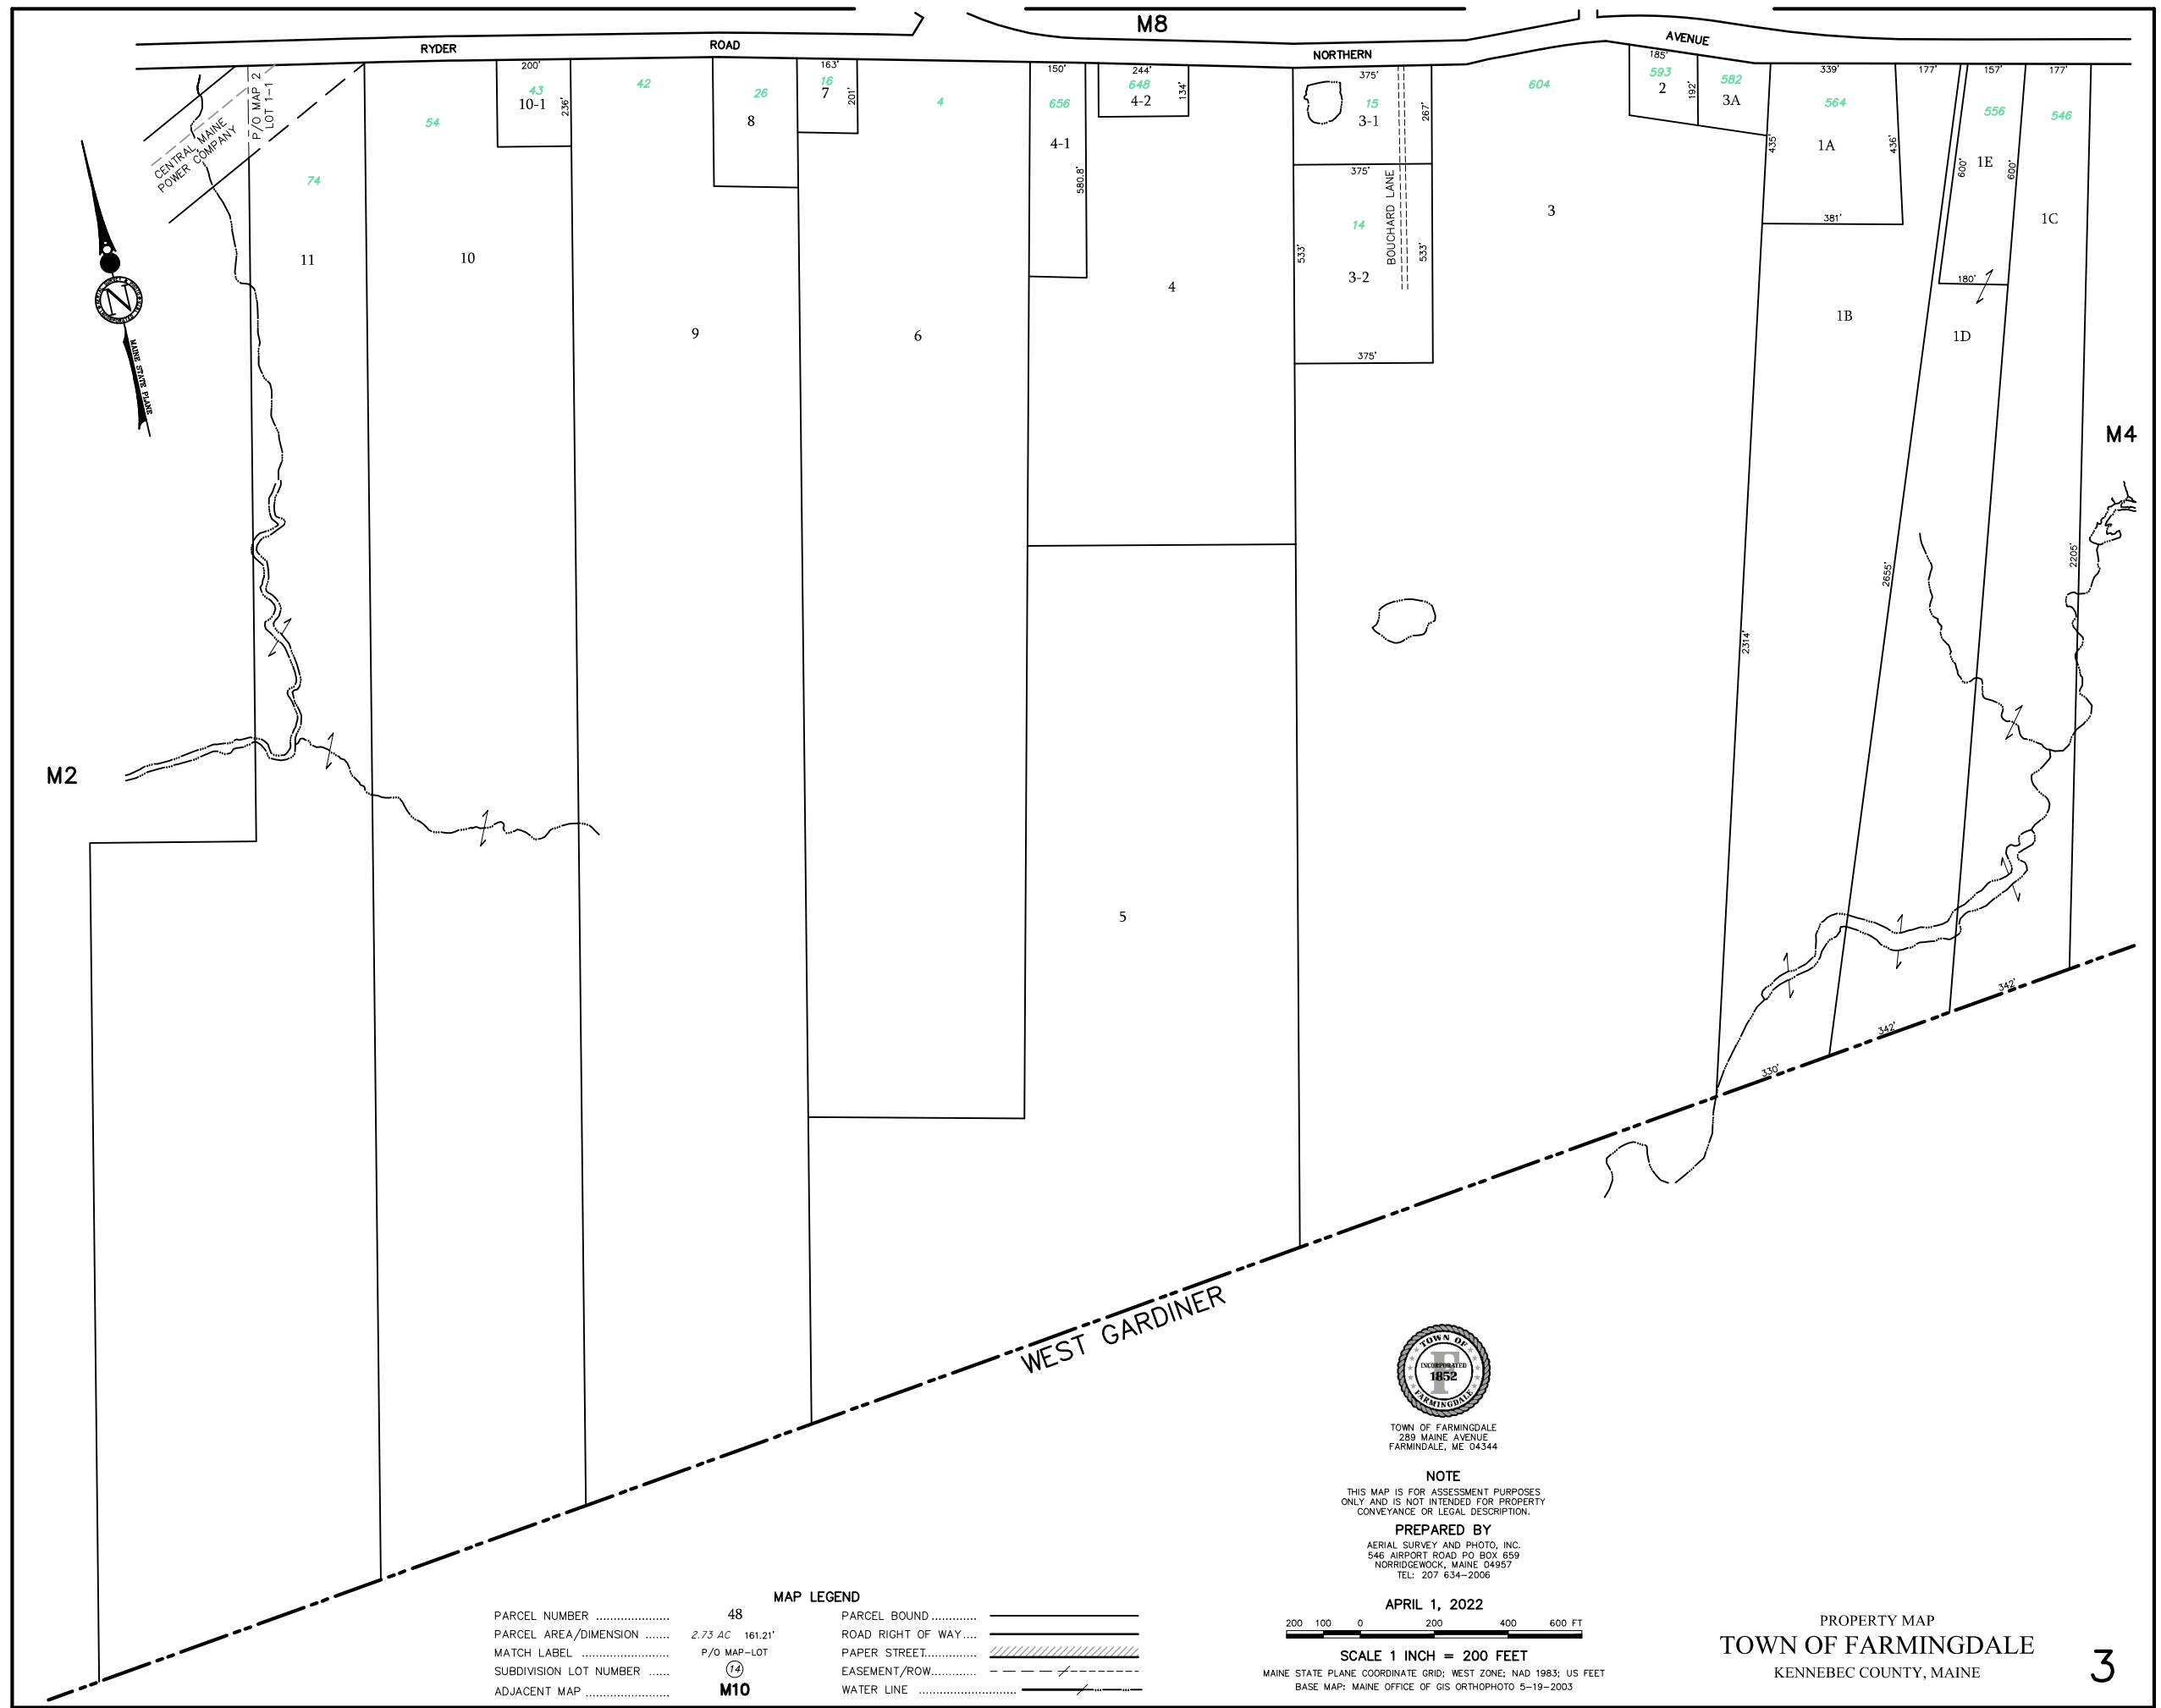 M8
RYDER ROAD NORTHERN AVENUE
200' 163' 150' 244' 375' 185' 339' 177' 157' 177'
P/O MAP 2
LOT 1-1
CENTRAL MAINE
POWER COMPANY
74
11
54
10
43
10-1
236'
42
9
26
8
16
7
201'
4
6
656
4-1
580.8'
648
4-2
134'
4
5
15
3-1
267'
375'
BOUCHARD LANE
14
3-2
533'
533'
375'
604
3
593
2
192'
582
3A
564
1A
435'
436'
381'
1B
556
1E
600'
600'
180'
1D
546
1C
2314'
2655'
2205'
330'
342'
342'
N
MAINE STATE PLANE
M2
M4
WEST GARDINER
TOWN OF
INCORPORATED
F
1852
FARMINGDALE
TOWN OF FARMINGDALE
289 MAINE AVENUE
FARMINDALE, ME 04344
NOTE
THIS MAP IS FOR ASSESSMENT PURPOSES
ONLY AND IS NOT INTENDED FOR PROPERTY
CONVEYANCE OR LEGAL DESCRIPTION.
PREPARED BY
AERIAL SURVEY AND PHOTO, INC.
546 AIRPORT ROAD PO BOX 659
NORRIDGEWOCK, MAINE 04957
TEL: 207 634-2006
APRIL 1, 2022
200 100 0 200 400 600 FT
SCALE 1 INCH = 200 FEET
MAINE STATE PLANE COORDINATE GRID; WEST ZONE; NAD 1983; US FEET
BASE MAP: MAINE OFFICE OF GIS ORTHOPHOTO 5-19-2003
MAP LEGEND
PARCEL NUMBER ..................... 48
PARCEL AREA/DIMENSION ....... 2.73 AC 161.21'
MATCH LABEL ......................... P/O MAP-LOT
SUBDIVISION LOT NUMBER ...... 14
ADJACENT MAP ........................ M10
PARCEL BOUND.............
ROAD RIGHT OF WAY....
PAPER STREET...............
EASEMENT/ROW.............
WATER LINE ............................
PROPERTY MAP
TOWN OF FARMINGDALE
KENNEBEC COUNTY, MAINE
3